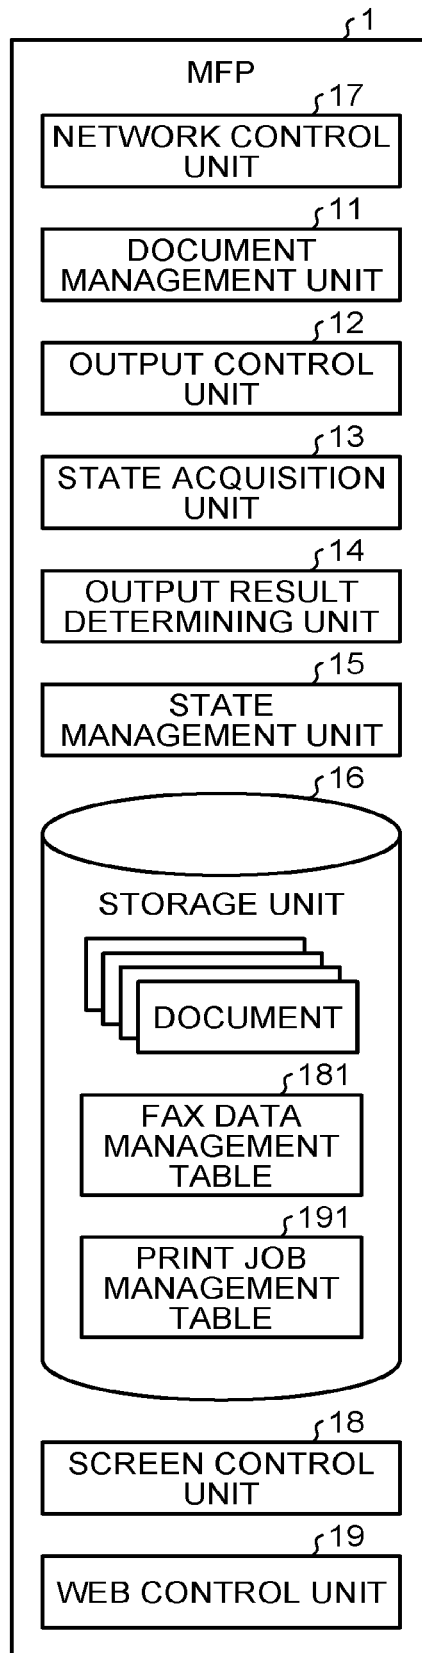 1
MFP
17
NETWORK CONTROL
UNIT
11
DOCUMENT
MANAGEMENT UNIT
12
OUTPUT CONTROL
UNIT
13
STATE ACQUISITION
UNIT
14
OUTPUT RESULT
DETERMINING UNIT
15
STATE
MANAGEMENT UNIT
16
STORAGE UNIT
DOCUMENT
181
FAX DATA
MANAGEMENT
TABLE
191
PRINT JOB
MANAGEMENT
TABLE
18
SCREEN CONTROL
UNIT
19
WEB CONTROL UNIT